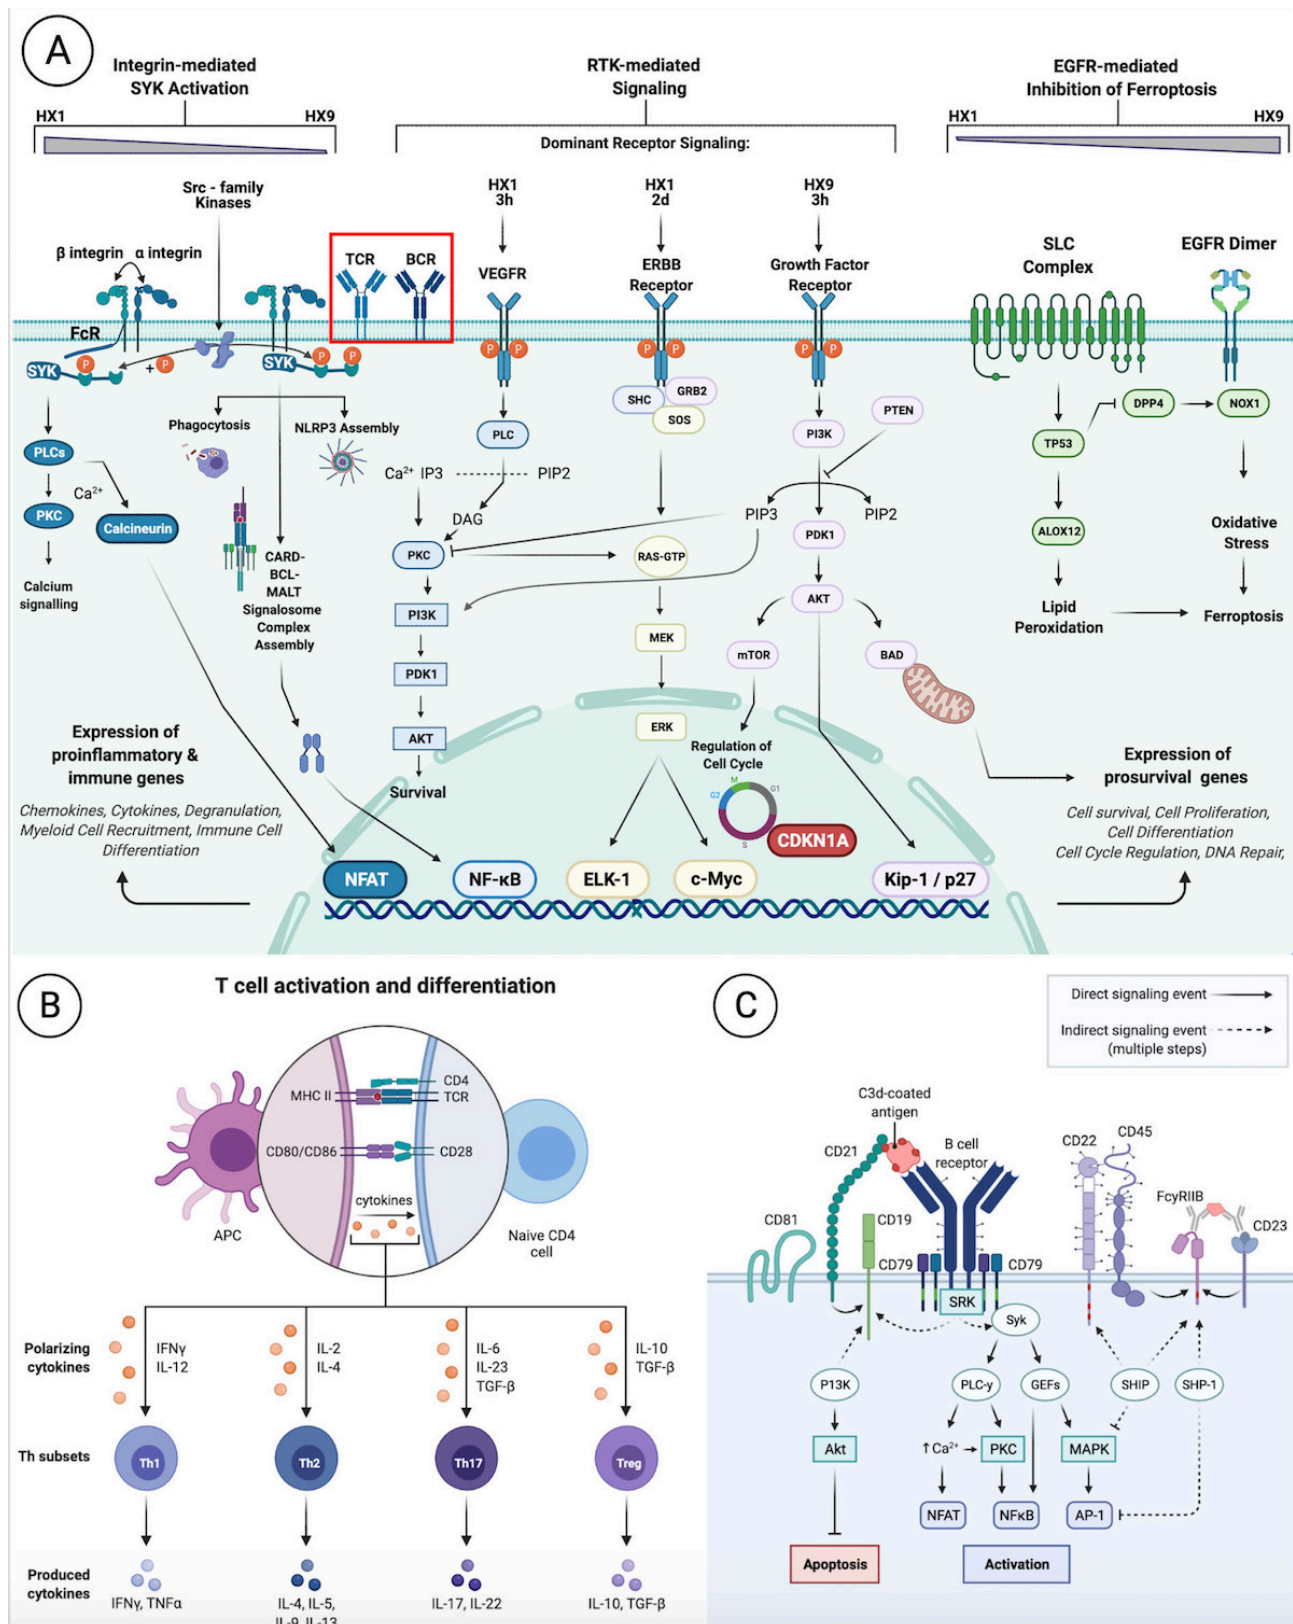 A
Integrin-mediated
SYK Activation
HX1
HX9
RTK-mediated
Signaling
Dominant Receptor Signaling:
EGFR-mediated
Inhibition of Ferroptosis
HX1
HX9
Src - family
Kinases
β integrin
α integrin
TCR
BCR
HX1
3h
VEGFR
HX1
2d
ERBB
Receptor
HX9
3h
Growth Factor
Receptor
SLC
Complex
EGFR Dimer
FcR
SYK
P
P
+
P
SYK
P
P
P
P
P
P
P
P
SHC
GRB2
SOS
PTEN
DPP4
NOX1
Phagocytosis
NLRP3 Assembly
PLC
PI3K
TP53
PLCs
Ca²⁺ IP3
PIP2
Ca²⁺
PKC
Calcineurin
DAG
PIP3
PIP2
PKC
RAS-GTP
PDK1
ALOX12
Oxidative
Stress
CARD-
BCL-
MALT
Signalosome
Complex
Assembly
Calcium
signalling
PI3K
AKT
Lipid
Peroxidation
Ferroptosis
MEK
mTOR
BAD
PDK1
AKT
ERK
Regulation of
Cell Cycle
Survival
M
G1
G2
S
CDKN1A
Expression of
proinflammatory &
immune genes
Chemokines, Cytokines, Degranulation,
Myeloid Cell Recruitment, Immune Cell
Differentiation
Expression of
prosurvival genes
Cell survival, Cell Proliferation,
Cell Differentiation
Cell Cycle Regulation, DNA Repair,
NFAT
NF-κB
ELK-1
c-Myc
Kip-1 / p27
B
T cell activation and differentiation
MHC II
CD4
TCR
CD80/CD86
CD28
cytokines
APC
Naive CD4
cell
Polarizing
cytokines
IFNγ
IL-12
IL-2
IL-4
IL-6
IL-23
TGF-β
IL-10
TGF-β
Th subsets
Th1
Th2
Th17
Treg
Produced
cytokines
IFNγ, TNFα
IL-4, IL-5,
IL-9, IL-13
IL-17, IL-22
IL-10, TGF-β
C
Direct signaling event
Indirect signaling event
(multiple steps)
C3d-coated
antigen
CD21
B cell
receptor
CD22
CD45
CD81
CD19
FcγRIIB
CD23
CD79
CD79
SRK
Syk
P13K
PLC-y
GEFs
SHIP
SHP-1
Akt
↑Ca²⁺
PKC
MAPK
NFAT
NFκB
AP-1
Apoptosis
Activation